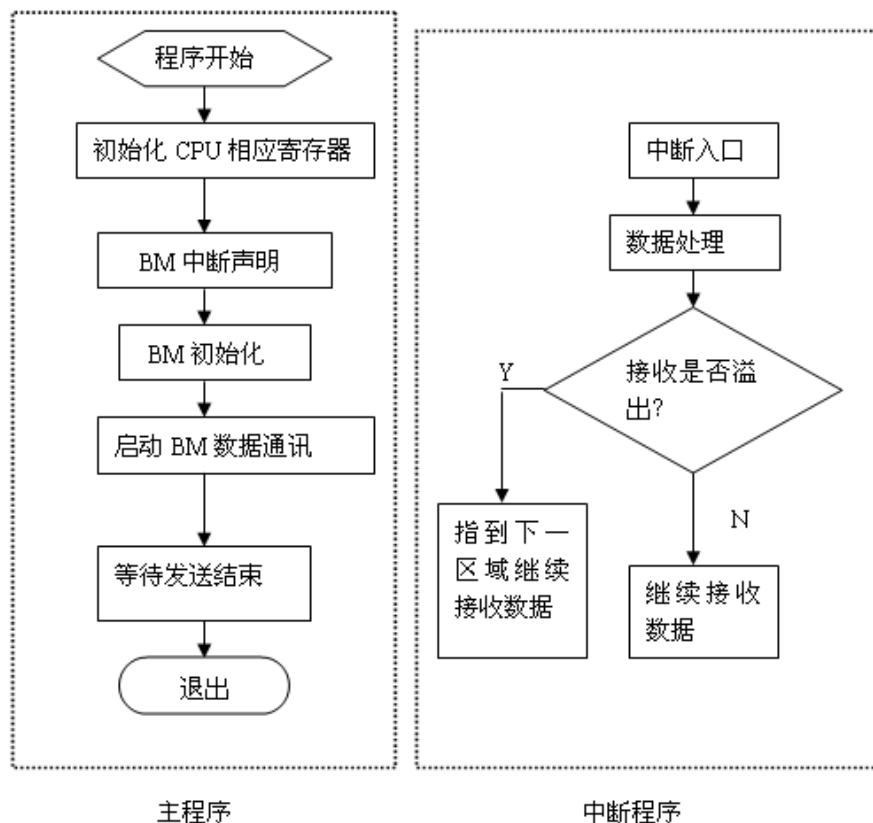 程序开始
初始化 CPU 相应寄存器
BM 中断声明
BM 初始化
启动 BM 数据通讯
等待发送结束
退出
主程序
中断入口
数据处理
接收是否溢
出?
Y
N
指到下一
区域继续
接收数据
继续接收
数据
中断程序